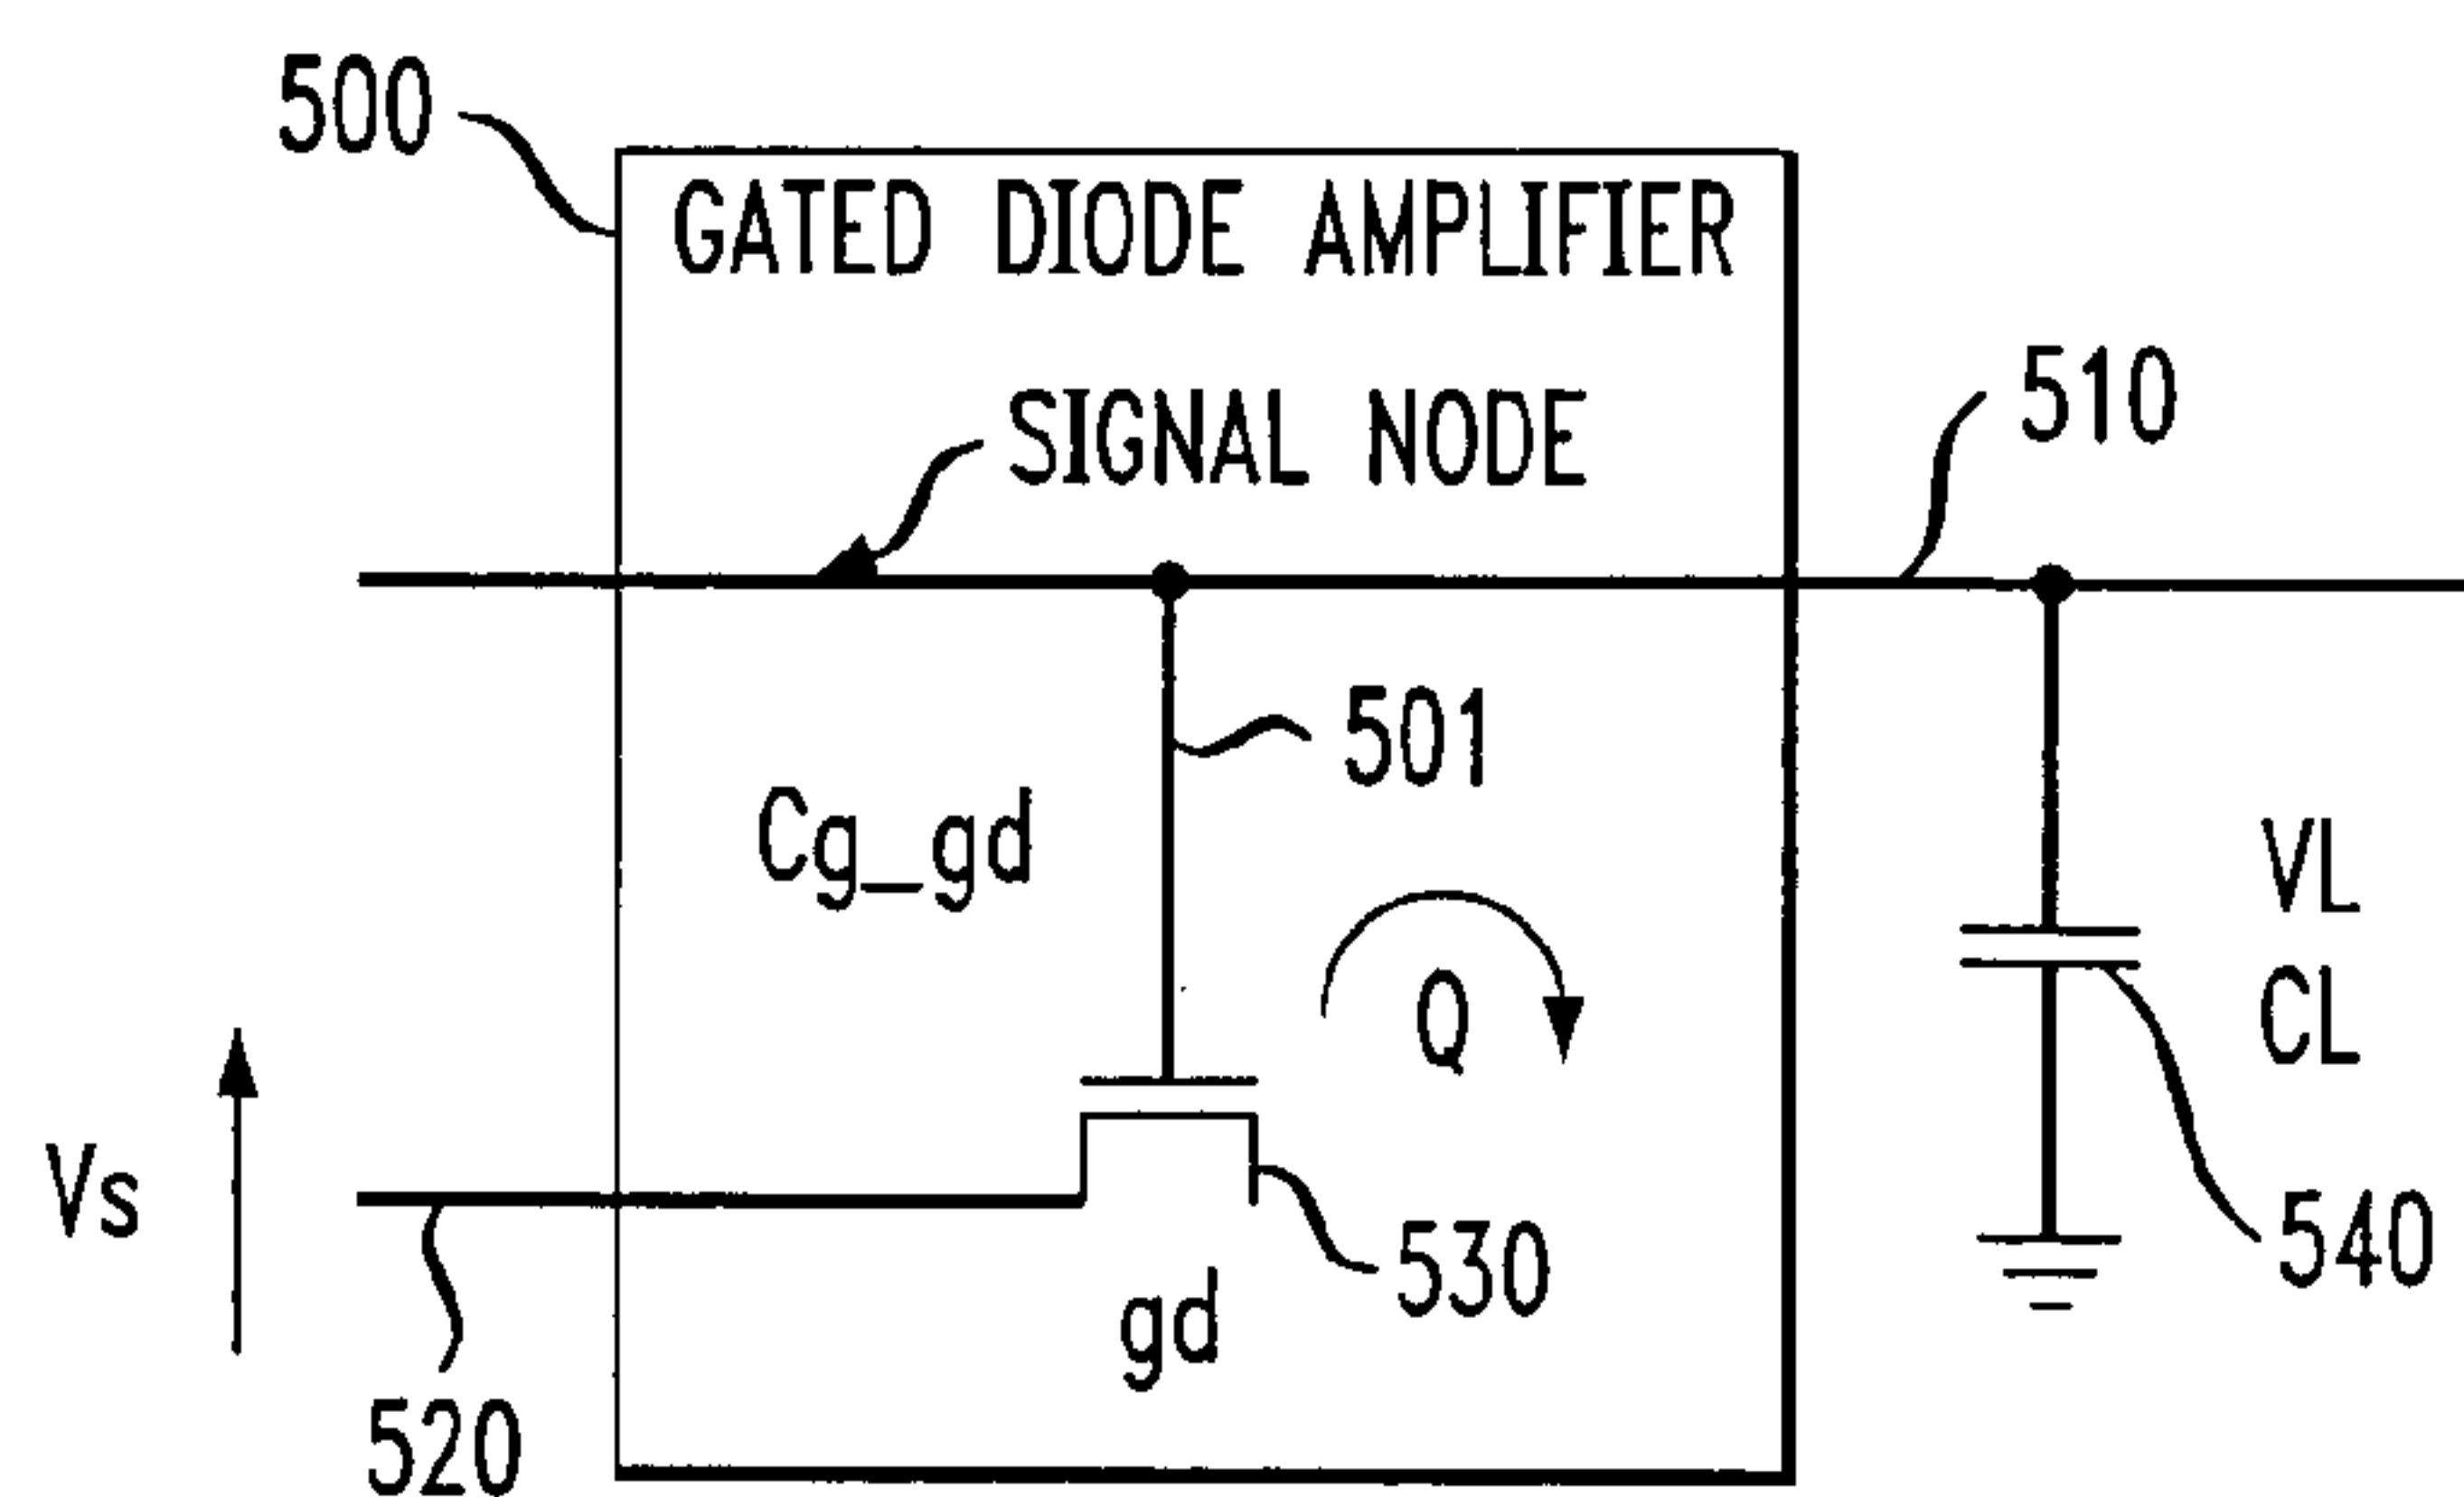 500
GATED DIODE AMPLIFIER
510
SIGNAL NODE
501
Cg_gd
VL
Q
CL
Vs
530
540
gd
520